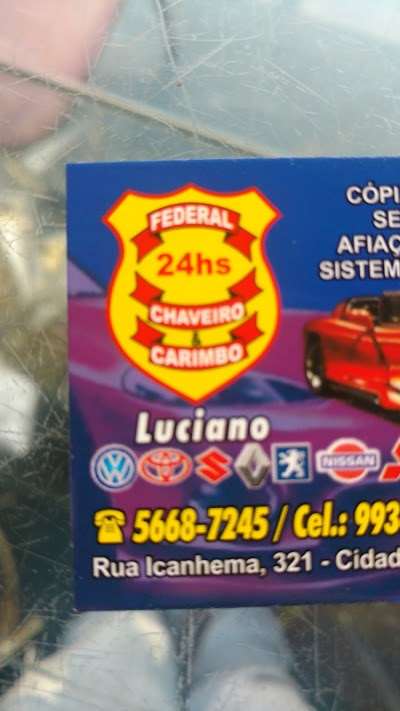 FEDERAL
24hs
CHAVEIRO
&
CARIMBO
CÓPI
SE
AFIAÇ
SISTEM
Luciano
NISSAN
☎ 5668-7245 / Cel.: 993
Rua Icanhema, 321 - Cidad